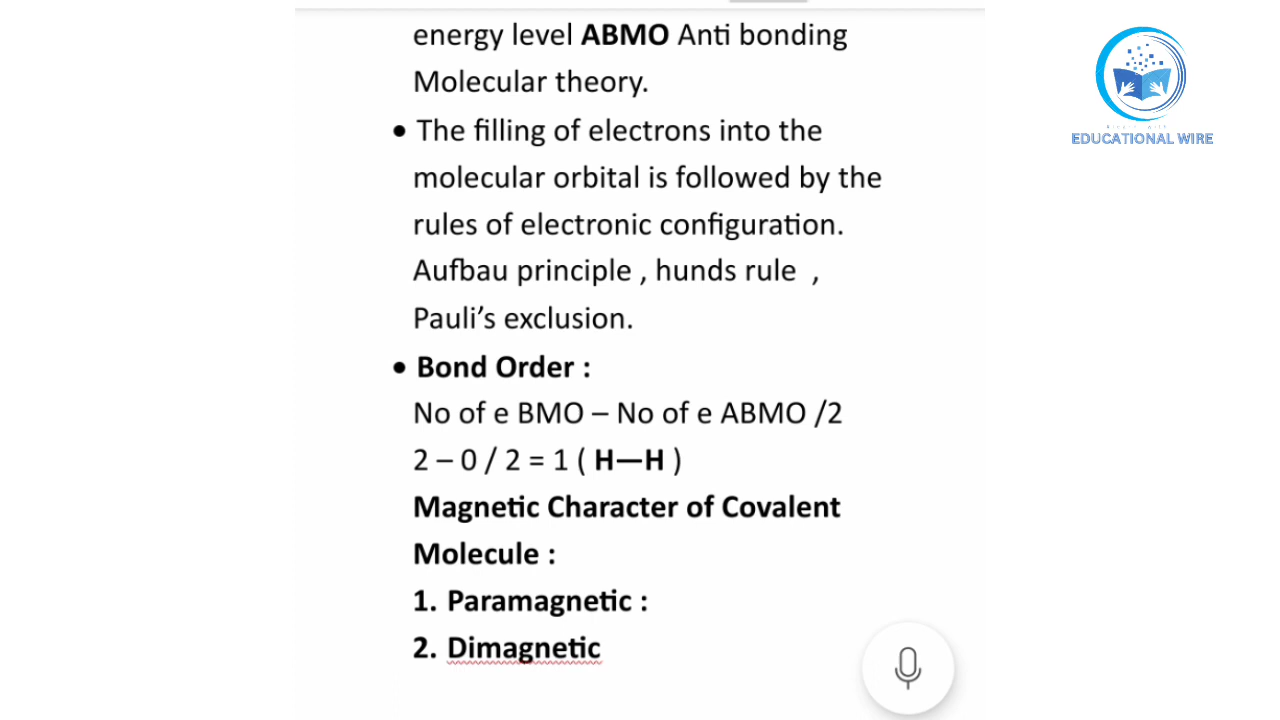 energy level ABMO Anti bonding
Molecular theory.
• The filling of electrons into the
molecular orbital is followed by the
rules of electronic configuration.
Aufbau principle , hunds rule ,
Pauli’s exclusion.
• Bond Order :
No of e BMO – No of e ABMO /2
2 – 0 / 2 = 1 ( H—H )
Magnetic Character of Covalent
Molecule :
1. Paramagnetic :
2. Dimagnetic
EDUCATIONAL WIRE